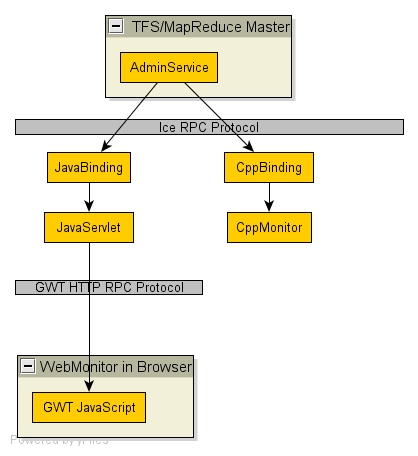 TFS/MapReduce Master
AdminService
Ice RPC Protocol
JavaBinding
CppBinding
JavaServlet
CppMonitor
GWT HTTP RPC Protocol
WebMonitor in Browser
GWT JavaScript
Powered by yFiles